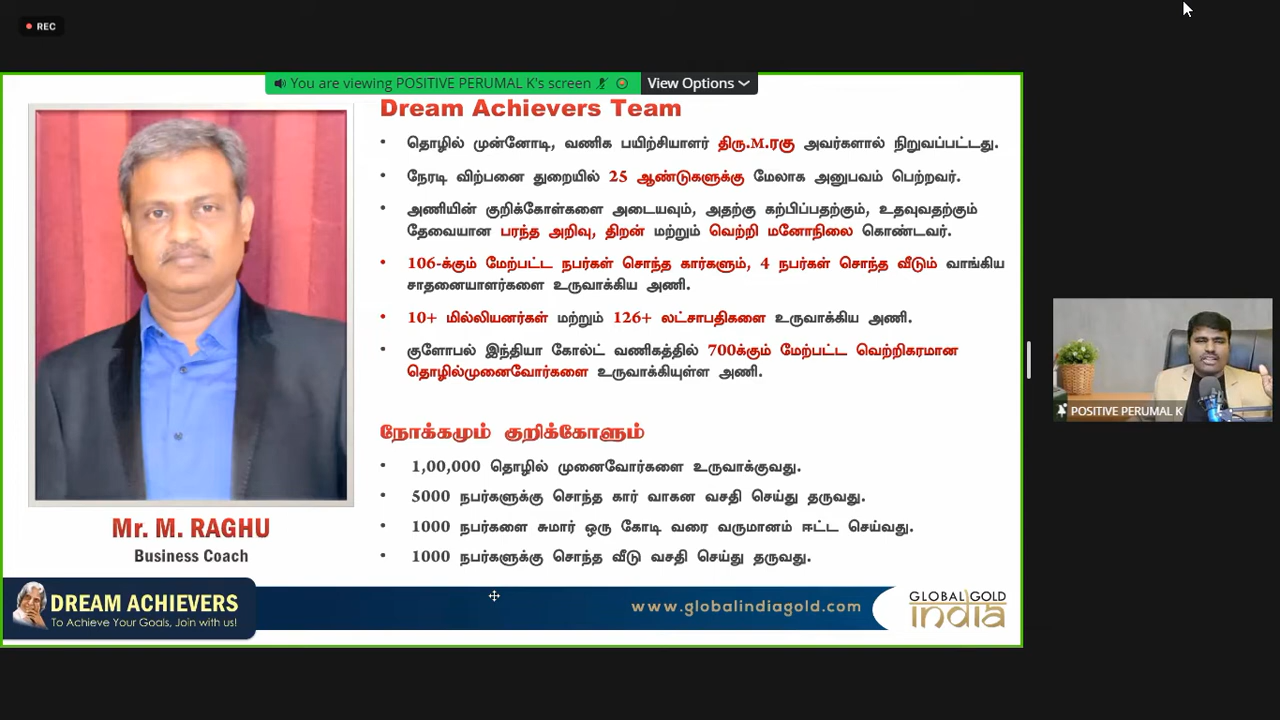 REC
You are viewing POSITIVE PERUMAL K's screen
View Options
Dream Achievers Team
• தொழில் முன்னோடி, வணிக பயிற்சியாளர் திரு.M.ரகு அவர்களால் நிறுவப்பட்டது.
• நேரடி விற்பனை துறையில் 25 ஆண்டுகளுக்கு மேலாக அனுபவம் பெற்றவர்.
• அணியின் குறிக்கோள்களை அடையவும், அதற்கு கற்பிப்பதற்கும், உதவுவதற்கும்
தேவையான பரந்த அறிவு, திறன் மற்றும் வெற்றி மனோநிலை கொண்டவர்.
• 106-க்கும் மேற்பட்ட நபர்கள் சொந்த கார்களும், 4 நபர்கள் சொந்த வீடும் வாங்கிய
சாதனையாளர்களை உருவாக்கிய அணி.
• 10+ மில்லியனர்கள் மற்றும் 126+ லட்சாபதிகளை உருவாக்கிய அணி.
• குளோபல் இந்தியா கோல்ட் வணிகத்தில் 700க்கும் மேற்பட்ட வெற்றிகரமான
தொழில்முனைவோர்களை உருவாக்கியுள்ள அணி.
நோக்கமும் குறிக்கோளும்
• 1,00,000 தொழில் முனைவோர்களை உருவாக்குவது.
• 5000 நபர்களுக்கு சொந்த கார் வாகன வசதி செய்து தருவது.
• 1000 நபர்களை சுமார் ஒரு கோடி வரை வருமானம் ஈட்ட செய்வது.
• 1000 நபர்களுக்கு சொந்த வீடு வசதி செய்து தருவது.
Mr. M. RAGHU
Business Coach
POSITIVE PERUMAL K
DREAM ACHIEVERS
To Achieve Your Goals, Join with us!
www.globalindiagold.com
GLOBAL GOLD
india